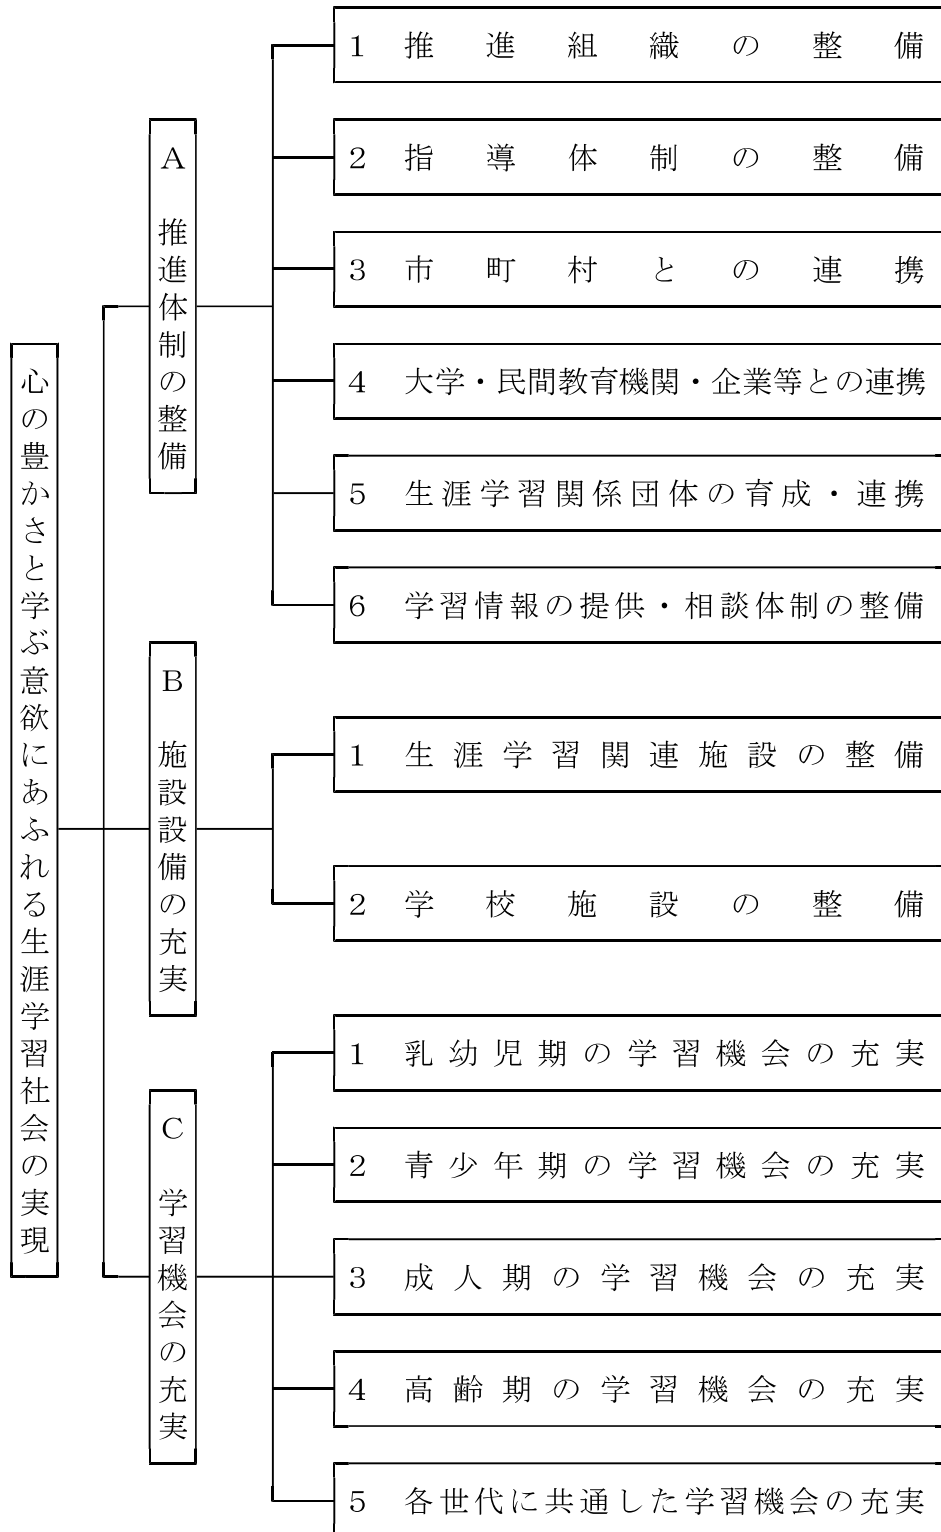 心の豊かさと学ぶ意欲にあふれる生涯学習社会の実現
A 推進体制の整備
1 推進組織の整備
2 指導体制の整備
3 市町村との連携
4 大学・民間教育機関・企業等との連携
5 生涯学習関係団体の育成・連携
6 学習情報の提供・相談体制の整備
B 施設設備の充実
1 生涯学習関連施設の整備
2 学校施設の整備
C 学習機会の充実
1 乳幼児期の学習機会の充実
2 青少年期の学習機会の充実
3 成人期の学習機会の充実
4 高齢期の学習機会の充実
5 各世代に共通した学習機会の充実